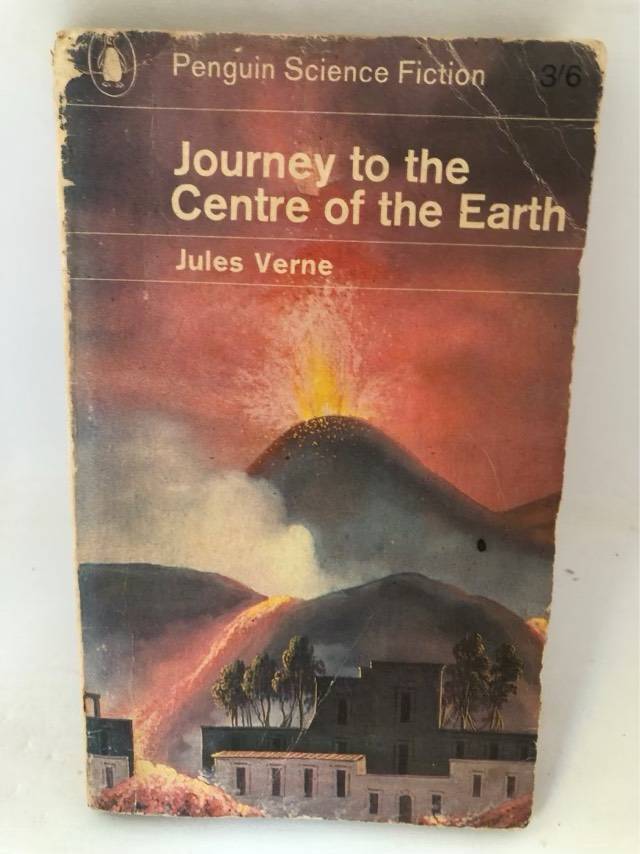 Penguin Science Fiction 3/6
Journey to the
Centre of the Earth
Jules Verne